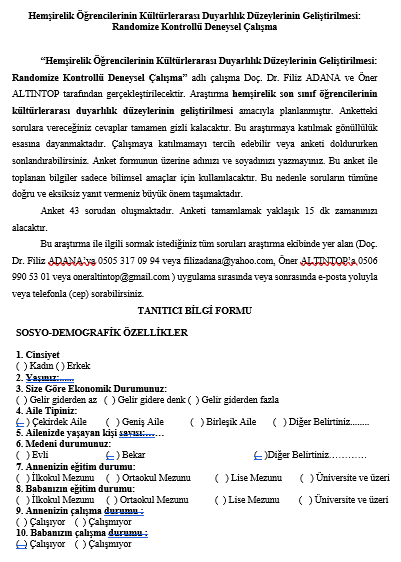 Hemşirelik Öğrencilerinin Kültürlerarası Duyarlılık Düzeylerinin Geliştirilmesi:
Randomize Kontrollü Deneysel Çalışma
“Hemşirelik Öğrencilerinin Kültürlerarası Duyarlılık Düzeylerinin Geliştirilmesi:
Randomize Kontrollü Deneysel Çalışma” adlı çalışma Doç. Dr. Filiz ADANA ve Öner
ALTINTOP tarafından gerçekleştirilecektir. Araştırma hemşirelik son sınıf öğrencilerinin
kültürlerarası duyarlılık düzeylerinin geliştirilmesi amacıyla planlanmıştır. Anketteki
sorulara vereceğiniz cevaplar tamamen gizli kalacaktır. Bu araştırmaya katılmak gönüllülük
esasına dayanmaktadır. Çalışmaya katılmamayı tercih edebilir veya anketi doldururken
sonlandırabilirsiniz. Anket formunun üzerine adınızı ve soyadınızı yazmayınız. Bu anket ile
toplanan bilgiler sadece bilimsel amaçlar için kullanılacaktır. Bu nedenle soruların tümüne
doğru ve eksiksiz yanıt vermeniz büyük önem taşımaktadır.
Anket 43 sorudan oluşmaktadır. Anketi tamamlamak yaklaşık 15 dk zamanınızı
alacaktır.
Bu araştırma ile ilgili sormak istediğiniz tüm soruları araştırma ekibinde yer alan (Doç.
Dr. Filiz ADANA’ya 0505 317 09 94 veya filizadana@yahoo.com, Öner ALTINTOP’a 0506
990 53 01 veya oneraltintop@gmail.com ) uygulama sırasında veya sonrasında e-posta yoluyla
veya telefonla (cep) sorabilirsiniz.
TANITICI BİLGİ FORMU
SOSYO-DEMOGRAFİK ÖZELLİKLER
1. Cinsiyet
( ) Kadın ( ) Erkek
2. Yaşınız:......
3. Size Göre Ekonomik Durumunuz:
( ) Gelir giderden az ( ) Gelir gidere denk ( ) Gelir giderden fazla
4. Aile Tipiniz:
( ) Çekirdek Aile ( ) Geniş Aile ( ) Birleşik Aile ( ) Diğer Belirtiniz........
5. Ailenizde yaşayan kişi sayısı:.......
6. Medeni durumunuz:
( ) Evli ( ) Bekar ( )Diğer Belirtiniz…………
7. Annenizin eğitim durumu:
( ) İlkokul Mezunu ( ) Ortaokul Mezunu ( ) Lise Mezunu ( ) Üniversite ve üzeri
8. Babanızın eğitim durumu:
( ) İlkokul Mezunu ( ) Ortaokul Mezunu ( ) Lise Mezunu ( ) Üniversite ve üzeri
9. Annenizin çalışma durumu :
( ) Çalışıyor ( ) Çalışmıyor
10. Babanızın çalışma durumu :
( ) Çalışıyor ( ) Çalışmıyor